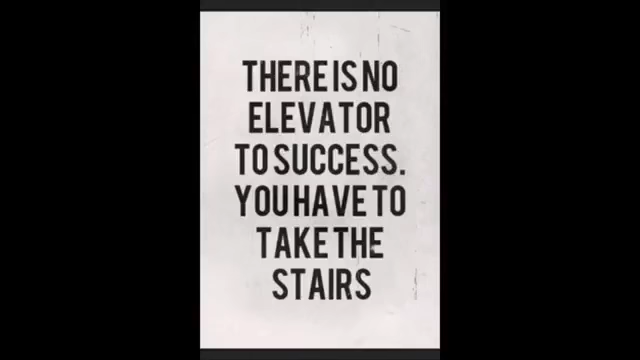 THERE IS NO
ELEVATOR
TO SUCCESS.
YOU HAVE TO
TAKE THE
STAIRS